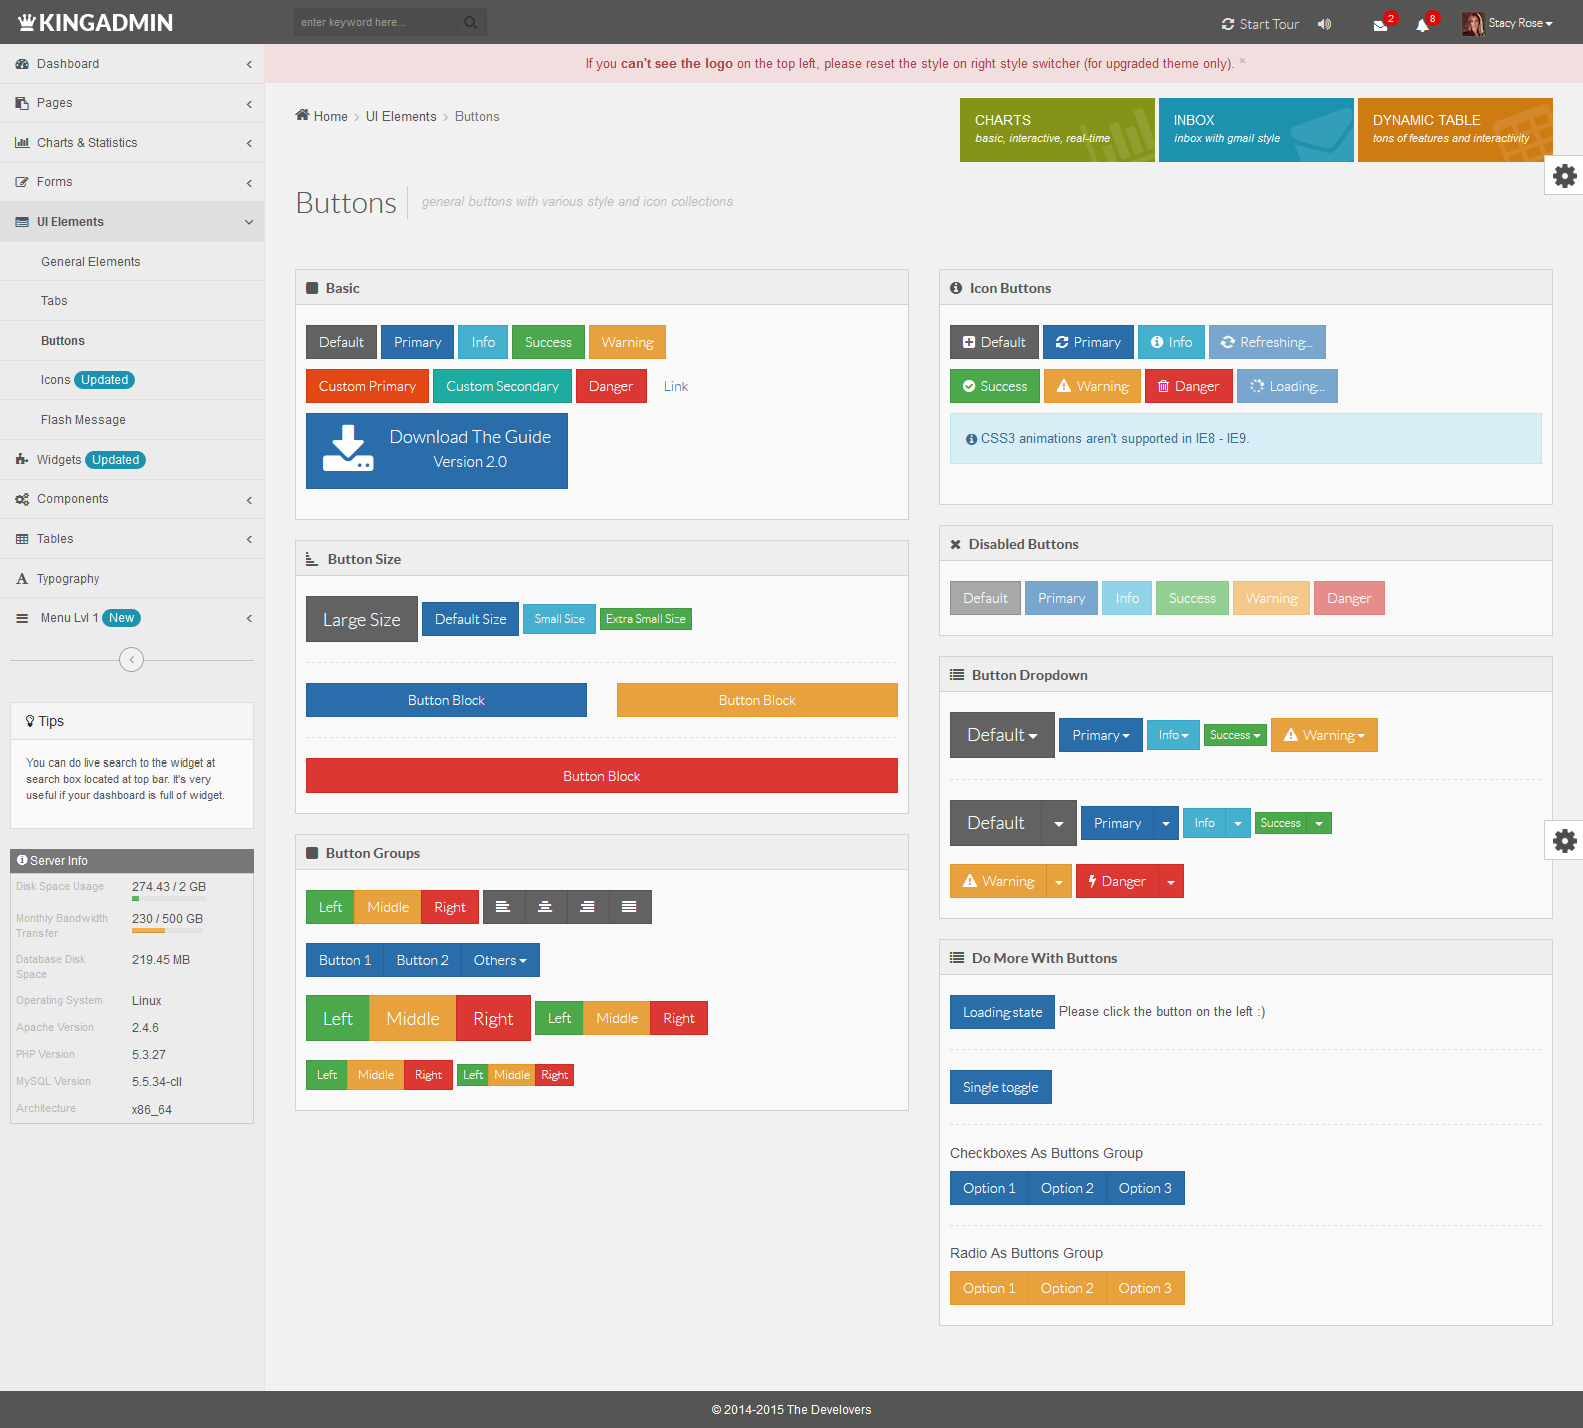 KINGADMIN
enter keyword here...
Start Tour
2
8
Stacy Rose
Dashboard
Pages
Charts & Statistics
Forms
UI Elements
General Elements
Tabs
Buttons
Icons Updated
Flash Message
Widgets Updated
Components
Tables
Typography
Menu Lvl 1 New
Tips
You can do live search to the widget at
search box located at top bar. It's very
useful if your dashboard is full of widget.
Server Info
Disk Space Usage 274.43 / 2 GB
Monthly Bandwidth 230 / 500 GB
Transfer
Database Disk 219.45 MB
Space
Operating System Linux
Apache Version 2.4.6
PHP Version 5.3.27
MySQL Version 5.5.34-cll
Architecture x86_64
If you can't see the logo on the top left, please reset the style on right style switcher (for upgraded theme only). ×
Home > UI Elements > Buttons
CHARTS
basic, interactive, real-time
INBOX
inbox with gmail style
DYNAMIC TABLE
tons of features and interactivity
Buttons
general buttons with various style and icon collections
Basic
Default Primary Info Success Warning
Custom Primary Custom Secondary Danger Link
Download The Guide
Version 2.0
Button Size
Large Size Default Size Small Size Extra Small Size
Button Block Button Block
Button Block
Button Groups
Left Middle Right
Button 1 Button 2 Others
Left Middle Right Left Middle Right
Left Middle Right Left Middle Right
Icon Buttons
Default Primary Info Refreshing...
Success Warning Danger Loading...
CSS3 animations aren't supported in IE8 - IE9.
Disabled Buttons
Default Primary Info Success Warning Danger
Button Dropdown
Default Primary Info Success Warning
Default Primary Info Success
Warning Danger
Do More With Buttons
Loading state Please click the button on the left :)
Single toggle
Checkboxes As Buttons Group
Option 1 Option 2 Option 3
Radio As Buttons Group
Option 1 Option 2 Option 3
© 2014-2015 The Develovers